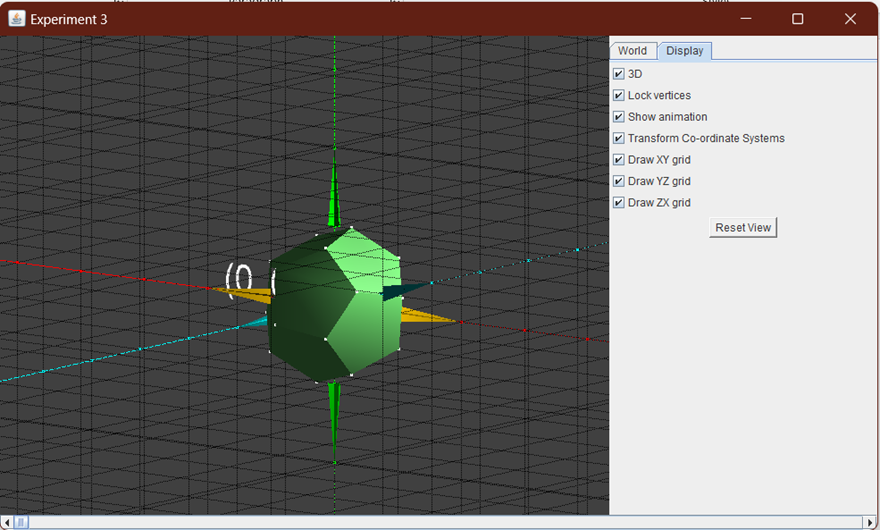 Experiment 3
World Display
3D
Lock vertices
Show animation
Transform Co-ordinate Systems
Draw XY grid
Draw YZ grid
Draw ZX grid
Reset View
(0